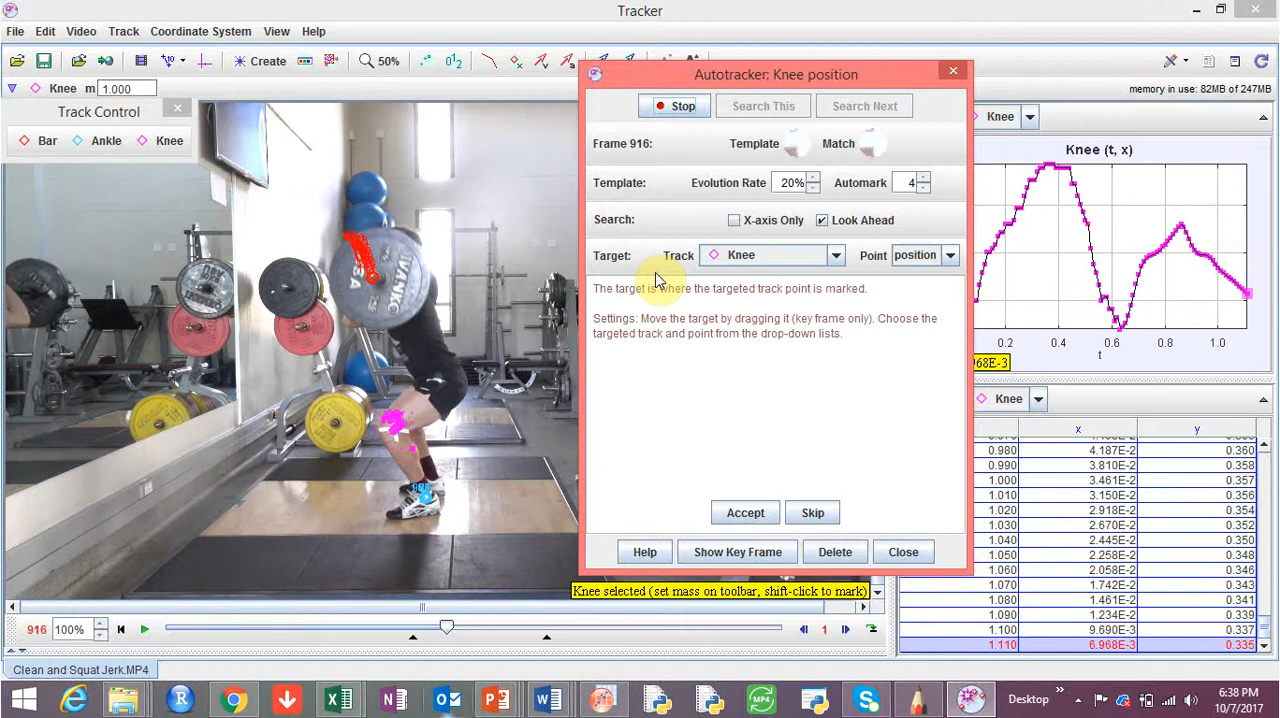 Tracker
File Edit Video Track Coordinate System View Help
Create 50%
Knee m 1.000
memory in use: 82MB of 247MB
Track Control
Bar Ankle Knee
Autotracker: Knee position
Stop Search This Search Next
Frame 916: Template Match
Template: Evolution Rate 20% Automark 4
Search: X-axis Only Look Ahead
Target: Track Knee Point position
The target is where the targeted track point is marked.
Settings: Move the target by dragging it (key frame only). Choose the
targeted track and point from the drop-down lists.
Accept Skip
Help Show Key Frame Delete Close
Knee selected (set mass on toolbar, shift-click to mark)
IVANKO
Knee
Knee (t, x)
0.2 0.4 0.6 0.8 1.0
t
68E-3
Knee
x y
0.980 4.187E-2 0.360
0.990 3.810E-2 0.358
1.000 3.461E-2 0.357
1.010 3.150E-2 0.356
1.020 2.918E-2 0.354
1.030 2.670E-2 0.352
1.040 2.445E-2 0.350
1.050 2.258E-2 0.348
1.060 2.058E-2 0.346
1.070 1.742E-2 0.343
1.080 1.461E-2 0.341
1.090 1.234E-2 0.339
1.100 9.690E-3 0.337
1.110 6.968E-3 0.335
916 100% 1
Clean and Squat Jerk.MP4
Desktop
6:38 PM
10/7/2017